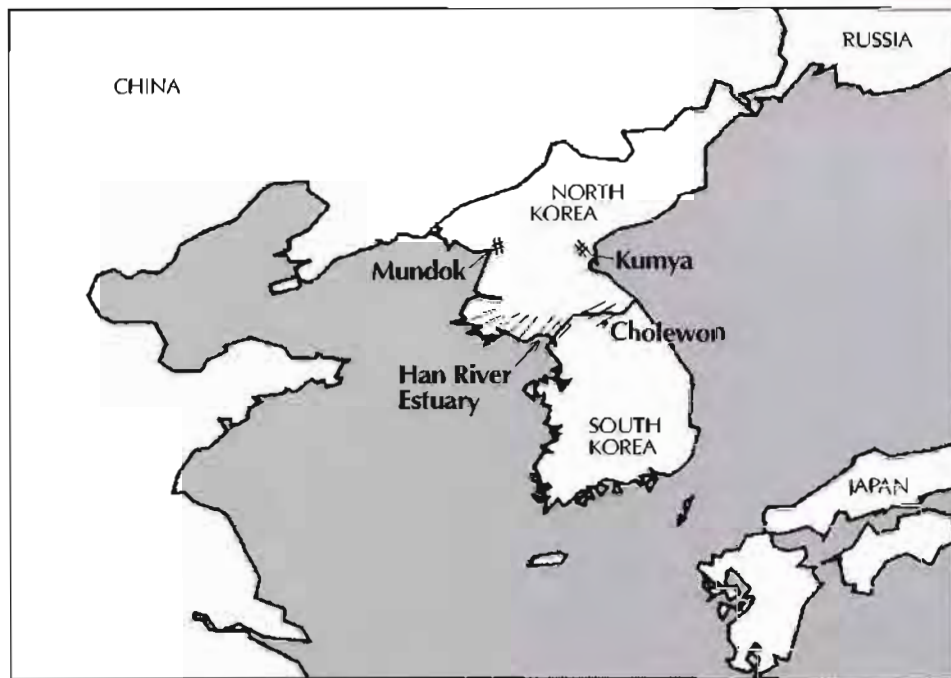 RUSSIA
CHINA
NORTH
KOREA
Mundok
Kumya
Cholewon
Han River
Estuary
SOUTH
KOREA
JAPAN